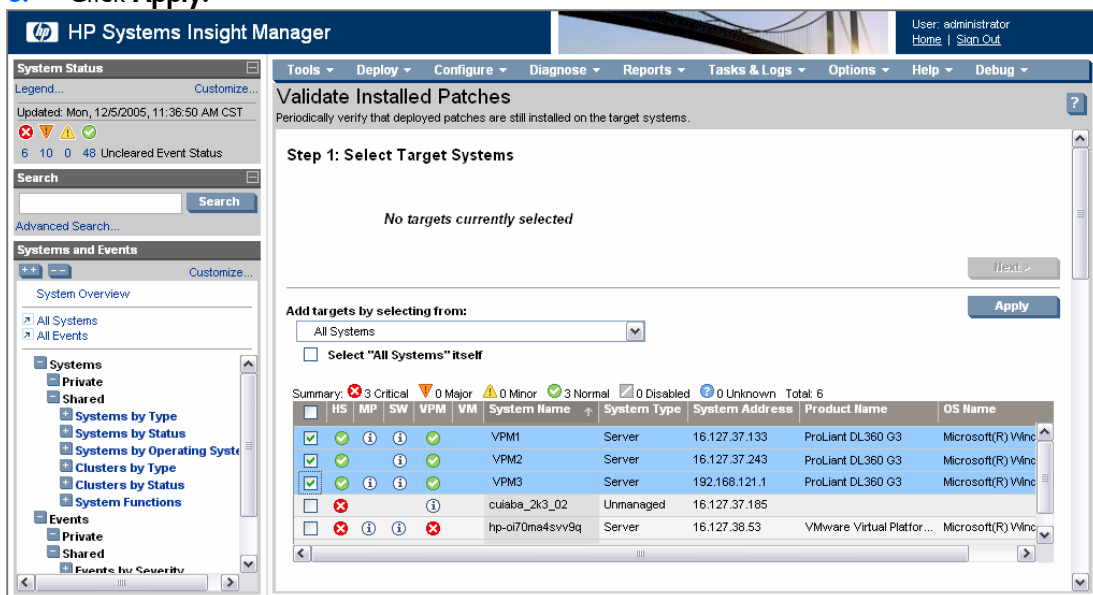 Click Apply.
HP Systems Insight Manager
User: administrator
Home | Sign Out
System Status
Legend... Customize...
Updated: Mon, 12/5/2005, 11:36:50 AM CST
6 10 0 48 Uncleared Event Status
Search
Search
Advanced Search...
Systems and Events
++ -- Customize...
System Overview
All Systems
All Events
Systems
Private
Shared
Systems by Type
Systems by Status
Systems by Operating Syste
Clusters by Type
Clusters by Status
System Functions
Events
Private
Shared
Events by Severity
Tools Deploy Configure Diagnose Reports Tasks & Logs Options Help Debug
Validate Installed Patches
?
Periodically verify that deployed patches are still installed on the target systems.
Step 1: Select Target Systems
No targets currently selected
Next >
Apply
Add targets by selecting from:
All Systems
Select "All Systems" itself
Summary: 3 Critical 0 Major 0 Minor 3 Normal 0 Disabled 0 Unknown Total: 6
HS MP SW VPM VM System Name System Type System Address Product Name OS Name
VPM1 Server 16.127.37.133 ProLiant DL360 G3 Microsoft(R) Winc
VPM2 Server 16.127.37.243 ProLiant DL360 G3 Microsoft(R) Winc
VPM3 Server 192.168.121.1 ProLiant DL360 G3 Microsoft(R) Winc
cuiaba_2k3_02 Unmanaged 16.127.37.185
hp-oi70ma4svv9q Server 16.127.38.53 VMware Virtual Platfor... Microsoft(R) Winc